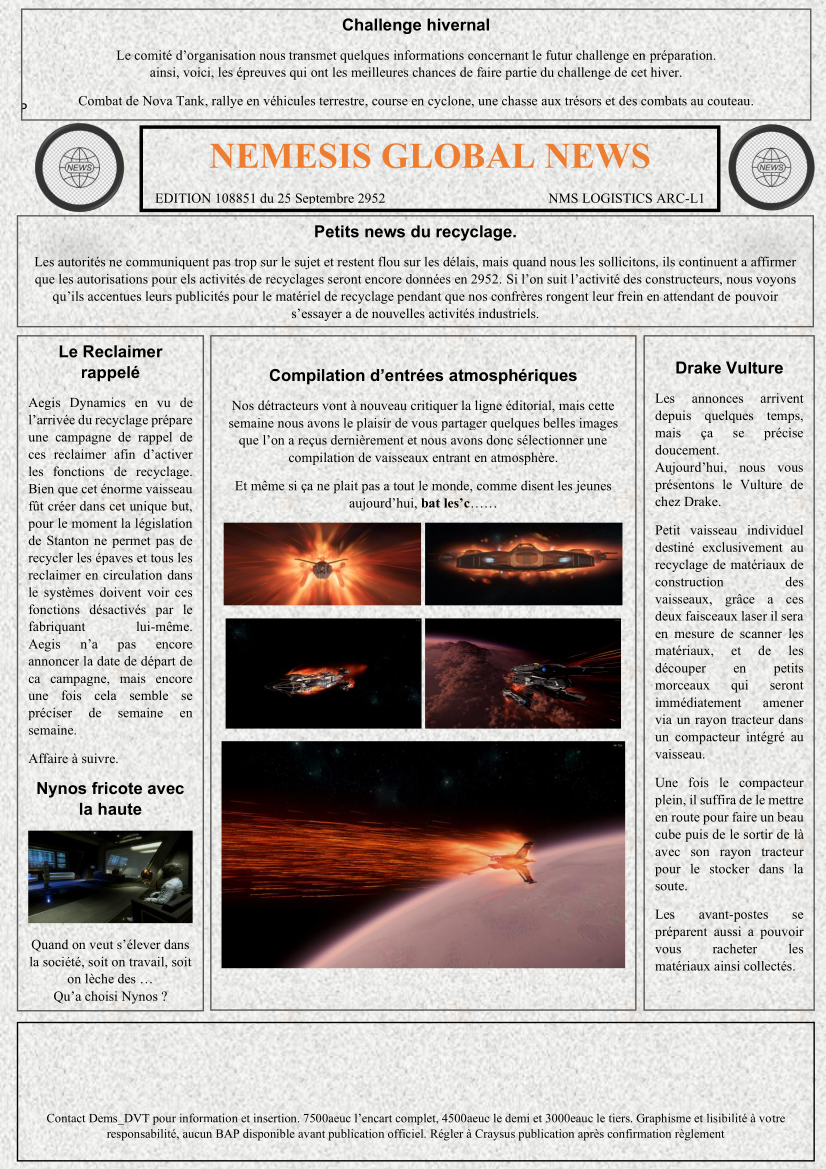 Challenge hivernal
Le comité d’organisation nous transmet quelques informations concernant le futur challenge en préparation.
ainsi, voici, les épreuves qui ont les meilleures chances de faire partie du challenge de cet hiver.
Combat de Nova Tank, rallye en véhicules terrestre, course en cyclone, une chasse aux trésors et des combats au couteau.
NEWS
NEMESIS GLOBAL NEWS
EDITION 108851 du 25 Septembre 2952 NMS LOGISTICS ARC-L1
NEWS
Petits news du recyclage.
Les autorités ne communiquent pas trop sur le sujet et restent flou sur les délais, mais quand nous les sollicitons, ils continuent a affirmer
que les autorisations pour els activités de recyclages seront encore données en 2952. Si l’on suit l’activité des constructeurs, nous voyons
qu’ils accentues leurs publicités pour le matériel de recyclage pendant que nos confrères rongent leur frein en attendant de pouvoir
s’essayer a de nouvelles activités industriels.
Le Reclaimer
rappelé
Aegis Dynamics en vu de
l’arrivée du recyclage prépare
une campagne de rappel de
ces reclaimer afin d’activer
les fonctions de recyclage.
Bien que cet énorme vaisseau
fût créer dans cet unique but,
pour le moment la législation
de Stanton ne permet pas de
recycler les épaves et tous les
reclaimer en circulation dans
le systèmes doivent voir ces
fonctions désactivés par le
fabriquant lui-même.
Aegis n’a pas encore
annoncer la date de départ de
ca campagne, mais encore
une fois cela semble se
préciser de semaine en
semaine.
Affaire à suivre.
Nynos fricote avec
la haute
Quand on veut s’élever dans
la société, soit on travail, soit
on lèche des …
Qu’a choisi Nynos ?
Compilation d’entrées atmosphériques
Nos détracteurs vont à nouveau critiquer la ligne éditorial, mais cette
semaine nous avons le plaisir de vous partager quelques belles images
que l’on a reçus dernièrement et nous avons donc sélectionner une
compilation de vaisseaux entrant en atmosphère.
Et même si ça ne plait pas a tout le monde, comme disent les jeunes
aujourd’hui, bat les’c……
Drake Vulture
Les annonces arrivent
depuis quelques temps,
mais ça se précise
doucement.
Aujourd’hui, nous vous
présentons le Vulture de
chez Drake.
Petit vaisseau individuel
destiné exclusivement au
recyclage de matériaux de
construction des
vaisseaux, grâce a ces
deux faisceaux laser il sera
en mesure de scanner les
matériaux, et de les
découper en petits
morceaux qui seront
immédiatement amener
via un rayon tracteur dans
un compacteur intégré au
vaisseau.
Une fois le compacteur
plein, il suffira de le mettre
en route pour faire un beau
cube puis de le sortir de là
avec son rayon tracteur
pour le stocker dans la
soute.
Les avant-postes se
préparent aussi a pouvoir
vous racheter les
matériaux ainsi collectés.
Contact Dems_DVT pour information et insertion. 7500aeuc l’encart complet, 4500aeuc le demi et 3000eauc le tiers. Graphisme et lisibilité à votre
responsabilité, aucun BAP disponible avant publication officiel. Régler à Craysus publication après confirmation règlement